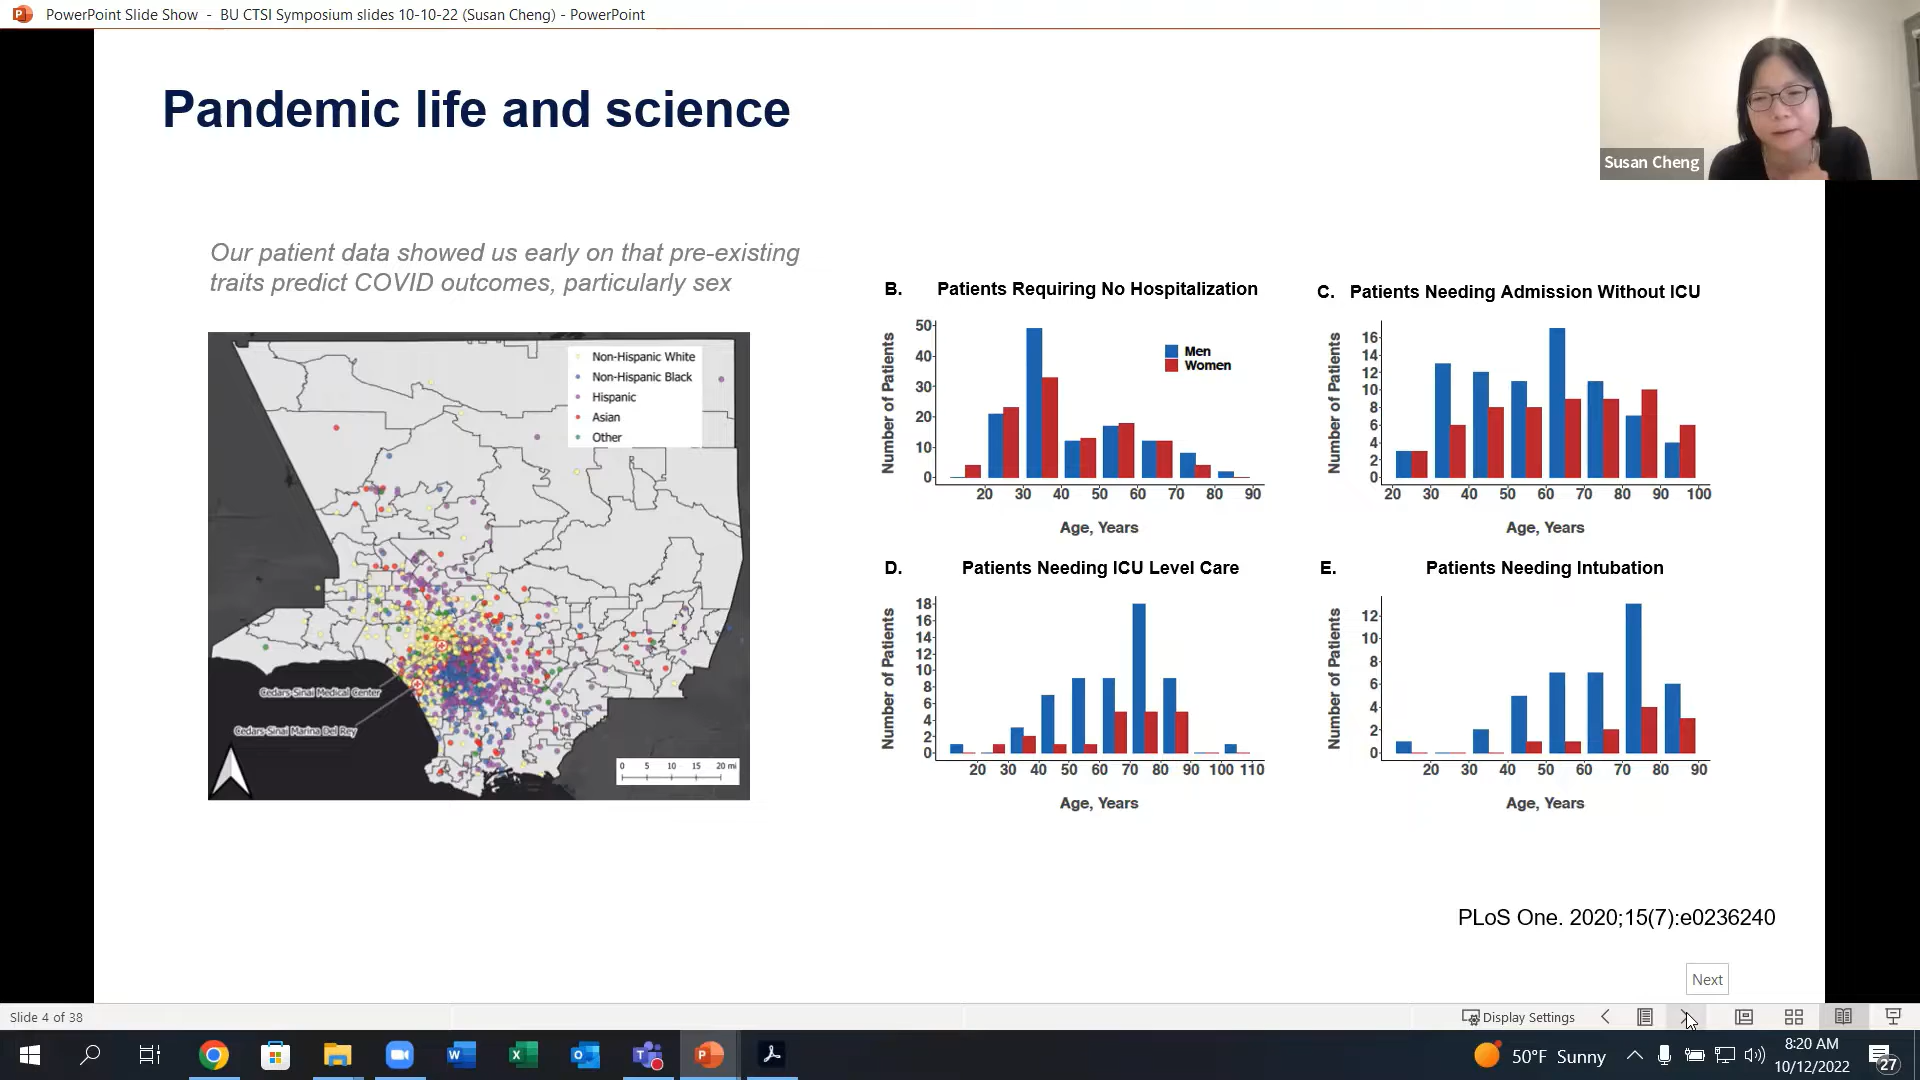 PowerPoint Slide Show - BU CTSI Symposium slides 10-10-22 (Susan Cheng) - PowerPoint
Susan Cheng
Pandemic life and science
Our patient data showed us early on that pre-existing
traits predict COVID outcomes, particularly sex
Non-Hispanic White
Non-Hispanic Black
Hispanic
Asian
Other
Cedars-Sinai Medical Center
Cedars-Sinai Marina Del Rey
0 5 10 15 20 mi
B. Patients Requiring No Hospitalization
Number of Patients
50
40
30
20
10
0
Men
Women
20 30 40 50 60 70 80 90
Age, Years
C. Patients Needing Admission Without ICU
Number of Patients
16
14
12
10
8
6
4
2
0
20 30 40 50 60 70 80 90 100
Age, Years
D. Patients Needing ICU Level Care
Number of Patients
18
16
14
12
10
8
6
4
2
0
20 30 40 50 60 70 80 90 100 110
Age, Years
E. Patients Needing Intubation
Number of Patients
12
10
8
6
4
2
0
20 30 40 50 60 70 80 90
Age, Years
PLoS One. 2020;15(7):e0236240
Next
Slide 4 of 38
Display Settings
50°F Sunny
8:20 AM
10/12/2022
27